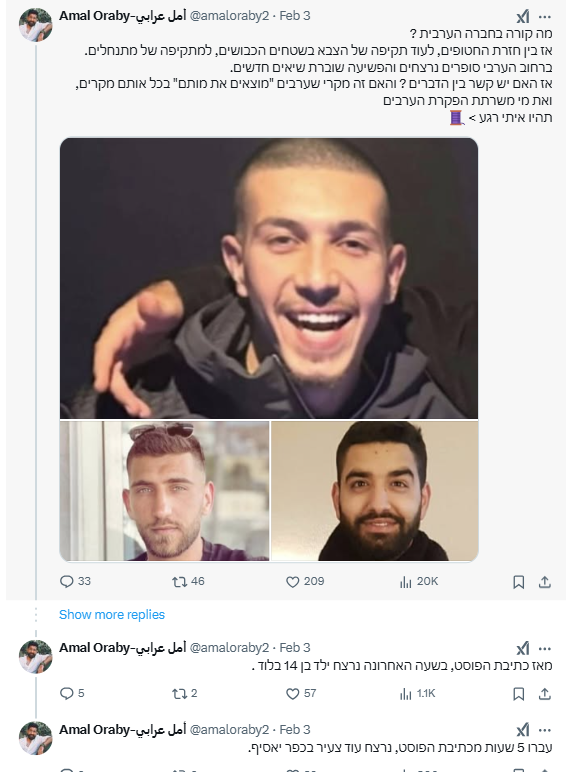 Amal Oraby-أمل عرابي @amaloraby2 · Feb 3
מה קורה בחברה הערבית ?
אז בין חזרת החטופים, לעוד תקיפה של הצבא בשטחים הכבושים, למתקיפה של מתנחלים.
ברחוב הערבי סופרים נרצחים והפשיעה שוברת שיאים חדשים.
אז האם יש קשר בין הדברים ? והאם זה מקרי שערבים "מוצאים את מותם" בכל אותם מקרים,
ואת מי משרתת הפקרת הערבים
תהיו איתי רגע >
33 46 209 20K
Show more replies
Amal Oraby-أمل عرابي @amaloraby2 · Feb 3
מאז כתיבת הפוסט, בשעה האחרונה נרצח ילד בן 14 בלוד .
5 2 57 1.1K
Amal Oraby-أمل عرابي @amaloraby2 · Feb 3
עברו 5 שעות מכתיבת הפוסט, נרצח עוד צעיר בכפר יאסיף.